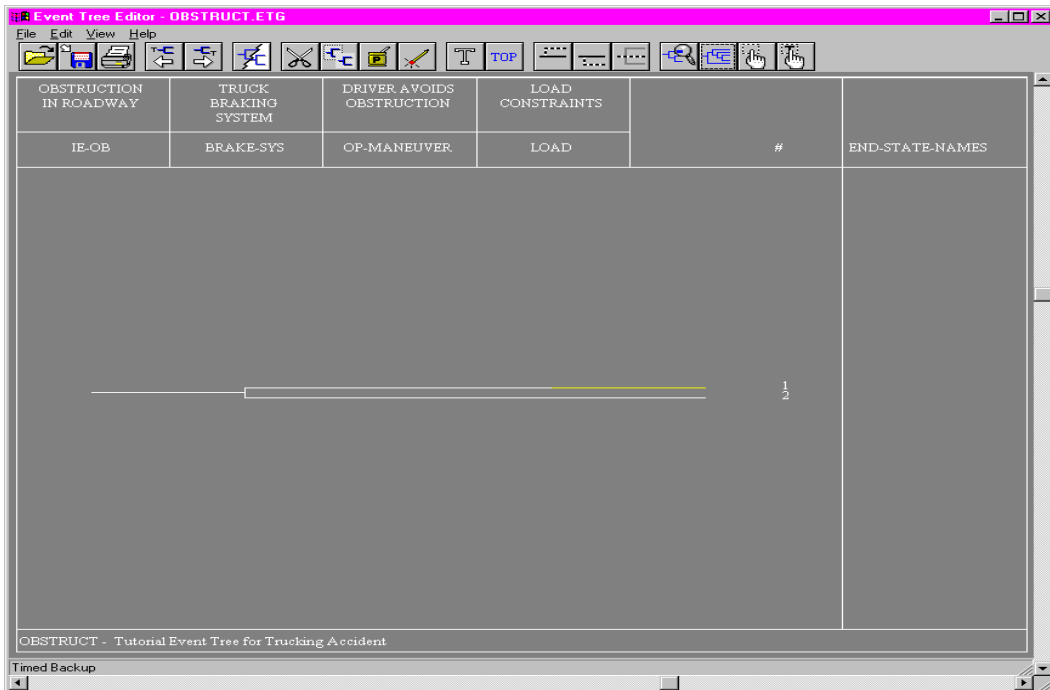 Event Tree Editor - OBSTRUCT.ETG
File Edit View Help
T T P T TOP T
OBSTRUCTION IN ROADWAY
TRUCK BRAKING SYSTEM
DRIVER AVOIDS OBSTRUCTION
LOAD CONSTRAINTS
IE-OB BRAKE-SYS OP-MANEUVER LOAD # END-STATE-NAMES
1
2
OBSTRUCT - Tutorial Event Tree for Trucking Accident
Timed Backup